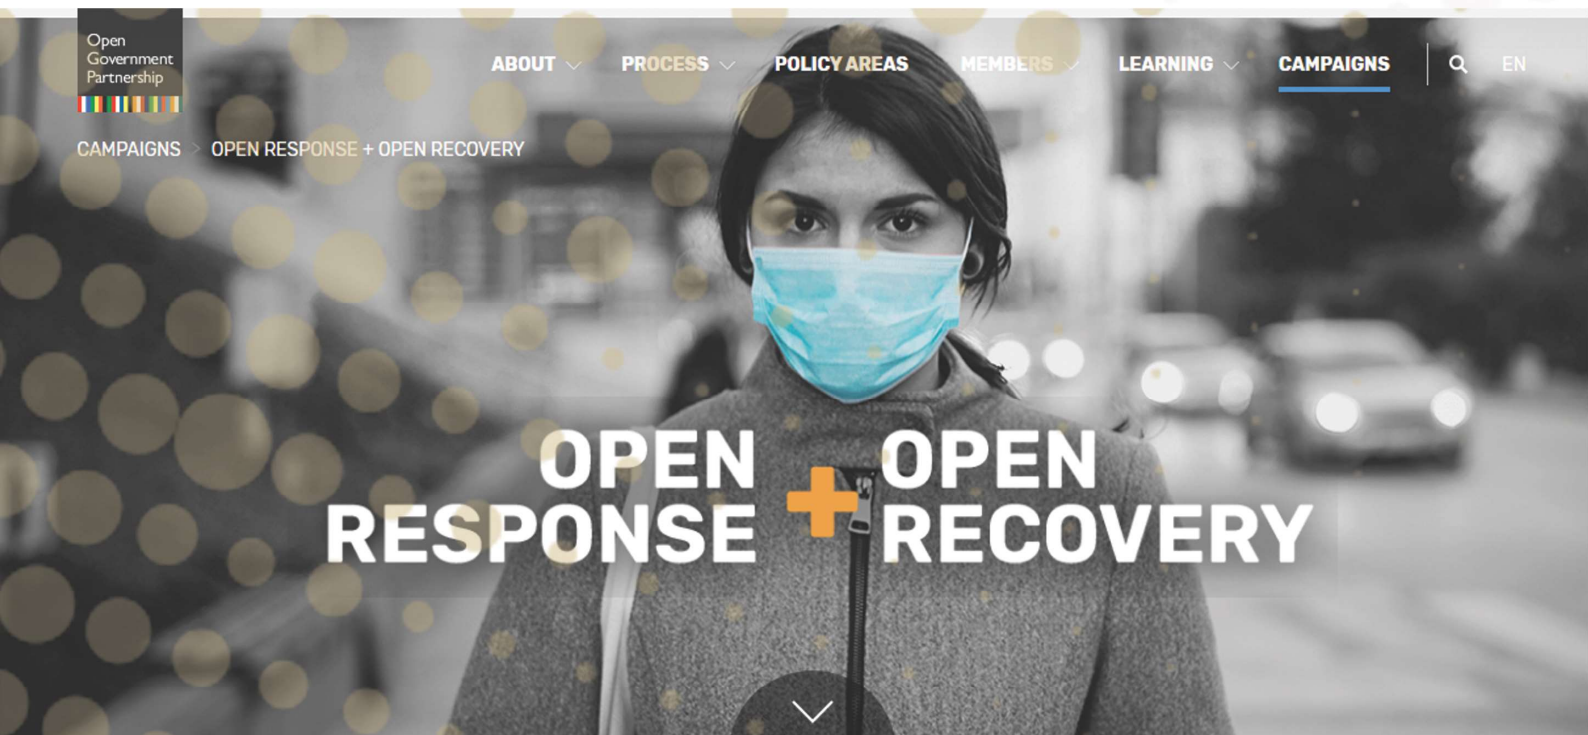 Open
Government
Partnership
ABOUT PROCESS POLICY AREAS MEMBERS LEARNING CAMPAIGNS EN
CAMPAIGNS > OPEN RESPONSE + OPEN RECOVERY
OPEN
RESPONSE
+
OPEN
RECOVERY